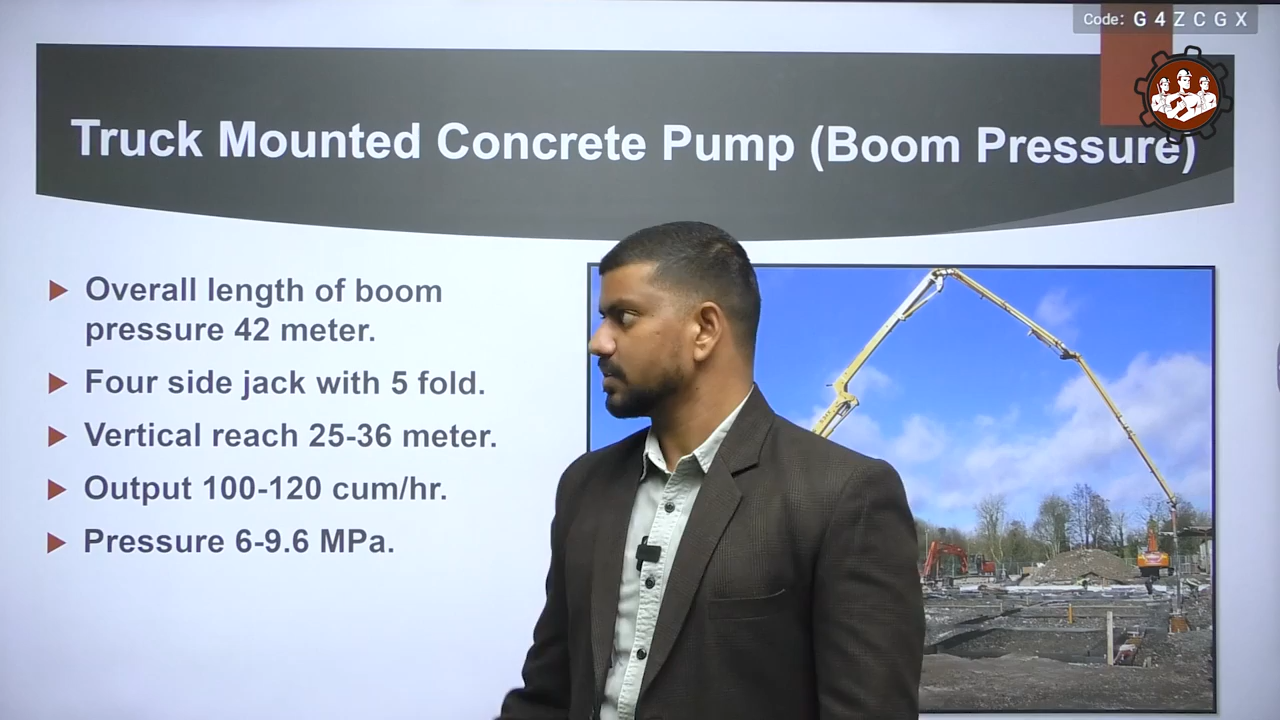 Code: G 4 Z C G X
Truck Mounted Concrete Pump (Boom Pressure)
Overall length of boom
pressure 42 meter.
Four side jack with 5 fold.
Vertical reach 25-36 meter.
Output 100-120 cum/hr.
Pressure 6-9.6 MPa.